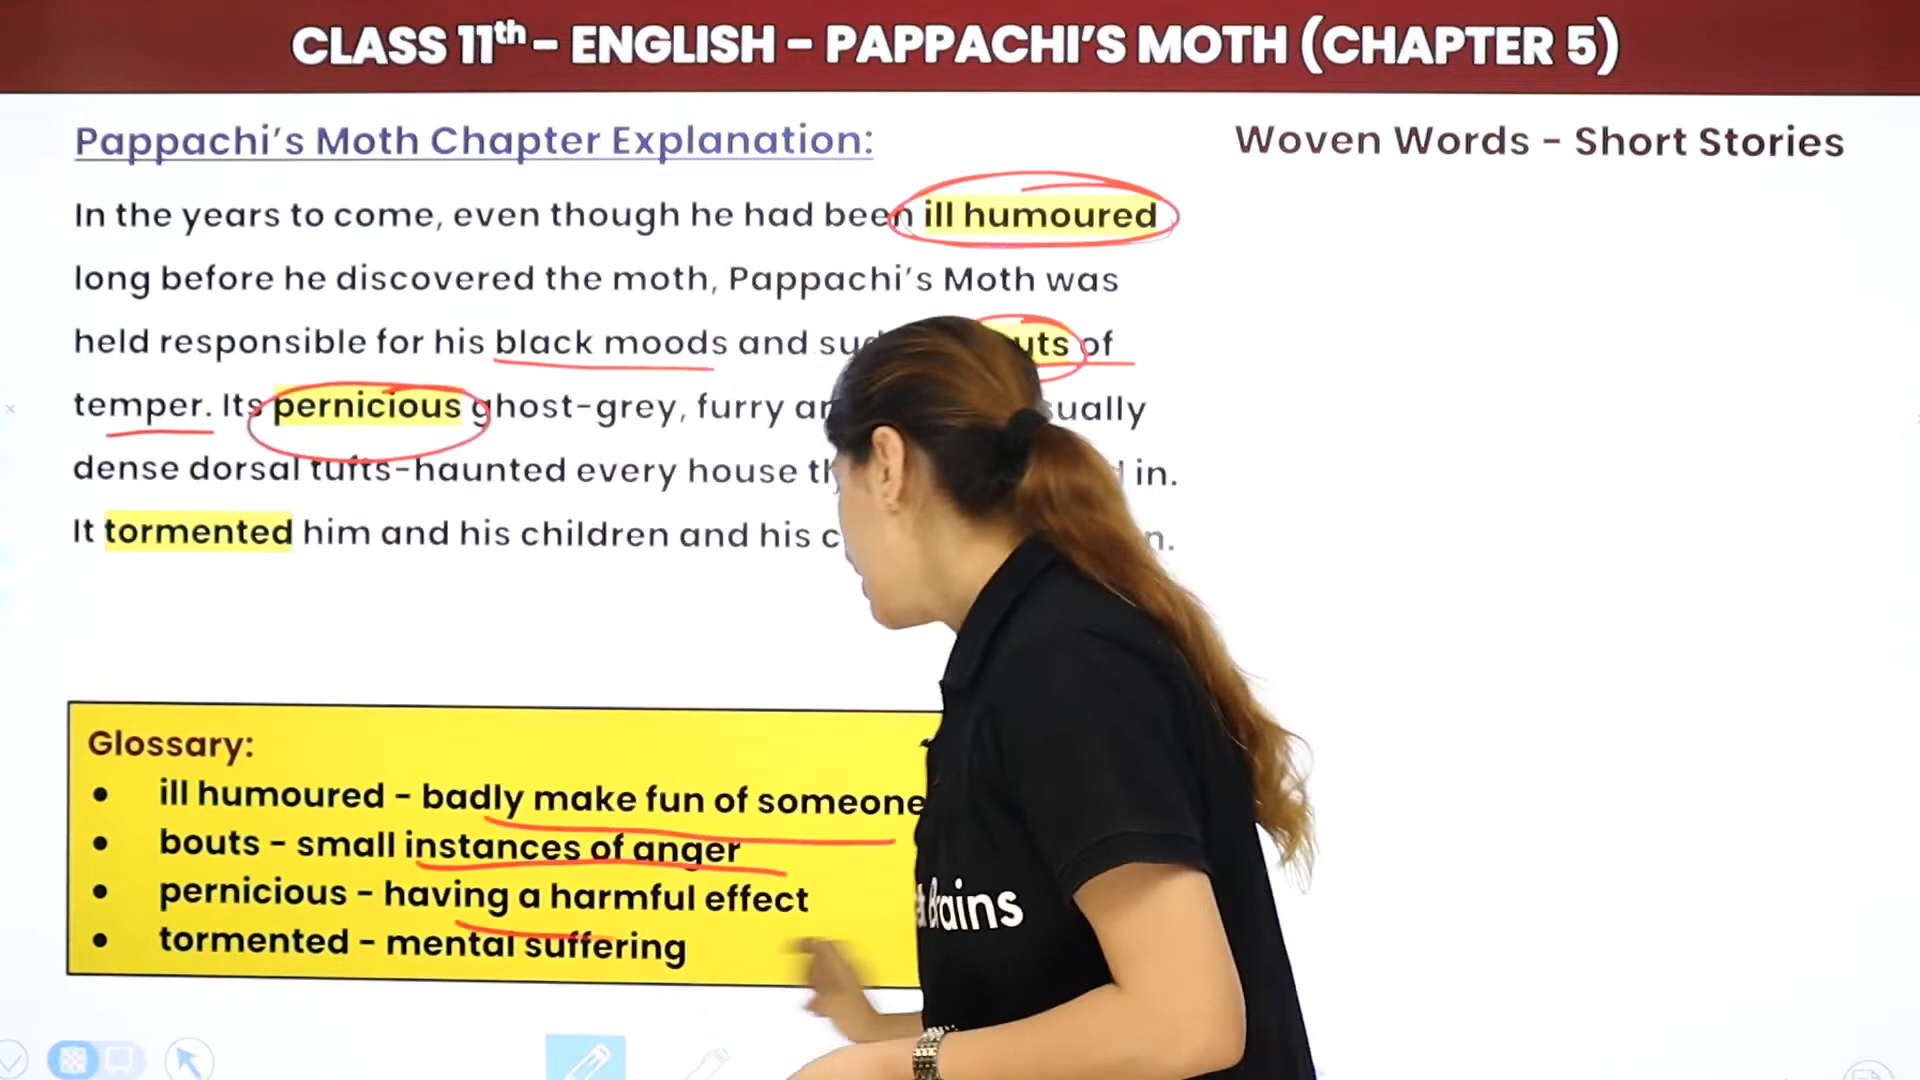 CLASS 11th - ENGLISH - PAPPACHI'S MOTH (CHAPTER 5)
Pappachi's Moth Chapter Explanation:
Woven Words - Short Stories
In the years to come, even though he had been ill humoured
long before he discovered the moth, Pappachi's Moth was
held responsible for his black moods and of
temper. Its pernicious ghost-grey, furry
dense dorsal tufts-haunted every house in.
It tormented him and his children and his
Glossary:
• ill humoured - badly make fun of someone
• bouts - small instances of anger
• pernicious - having a harmful effect
• tormented - mental suffering
Brains